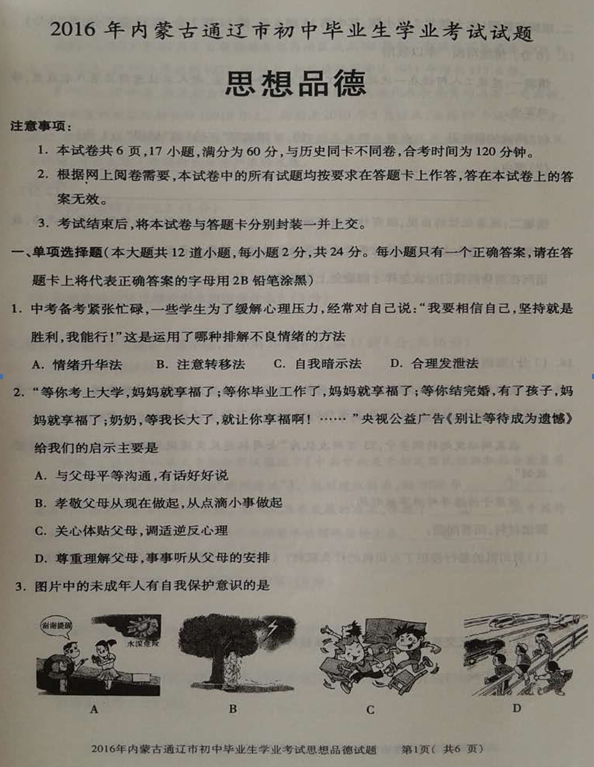 2016 年内蒙古通辽市初中毕业生学业考试试题
思想品德
注意事项：
1. 本试卷共 6 页,17 小题,满分为 60 分,与历史同卡不同卷,合考时间为 120 分钟。
2. 根据网上阅卷需要,本试卷中的所有试题均按要求在答题卡上作答,答在本试卷上的答
案无效。
3. 考试结束后,将本试卷与答题卡分别封装一并上交。
一、单项选择题(本大题共 12 道小题,每小题 2 分,共 24 分。每小题只有一个正确答案,请在答
题卡上将代表正确答案的字母用 2B 铅笔涂黑)
1. 中考备考紧张忙碌,一些学生为了缓解心理压力,经常对自己说:“我要相信自己,坚持就是
胜利,我能行!”这是运用了哪种排解不良情绪的方法
A. 情绪升华法 B. 注意转移法 C. 自我暗示法 D. 合理发泄法
2. “等你考上大学,妈妈就享福了;等你毕业工作了,妈妈就享福了;等你结完婚,有了孩子,妈
妈就享福了;奶奶,等我长大了,就让你享福啊! ……”央视公益广告《别让等待成为遗憾》
给我们的启示主要是
A. 与父母平等沟通,有话好好说
B. 孝敬父母从现在做起,从点滴小事做起
C. 关心体贴父母,调适逆反心理
D. 尊重理解父母,事事听从父母的安排
3. 图片中的未成年人有自我保护意识的是
谢谢提醒
水深危险
A B C D
2016年内蒙古通辽市初中毕业生学业考试思想品德试题 第1页( 共6 页)